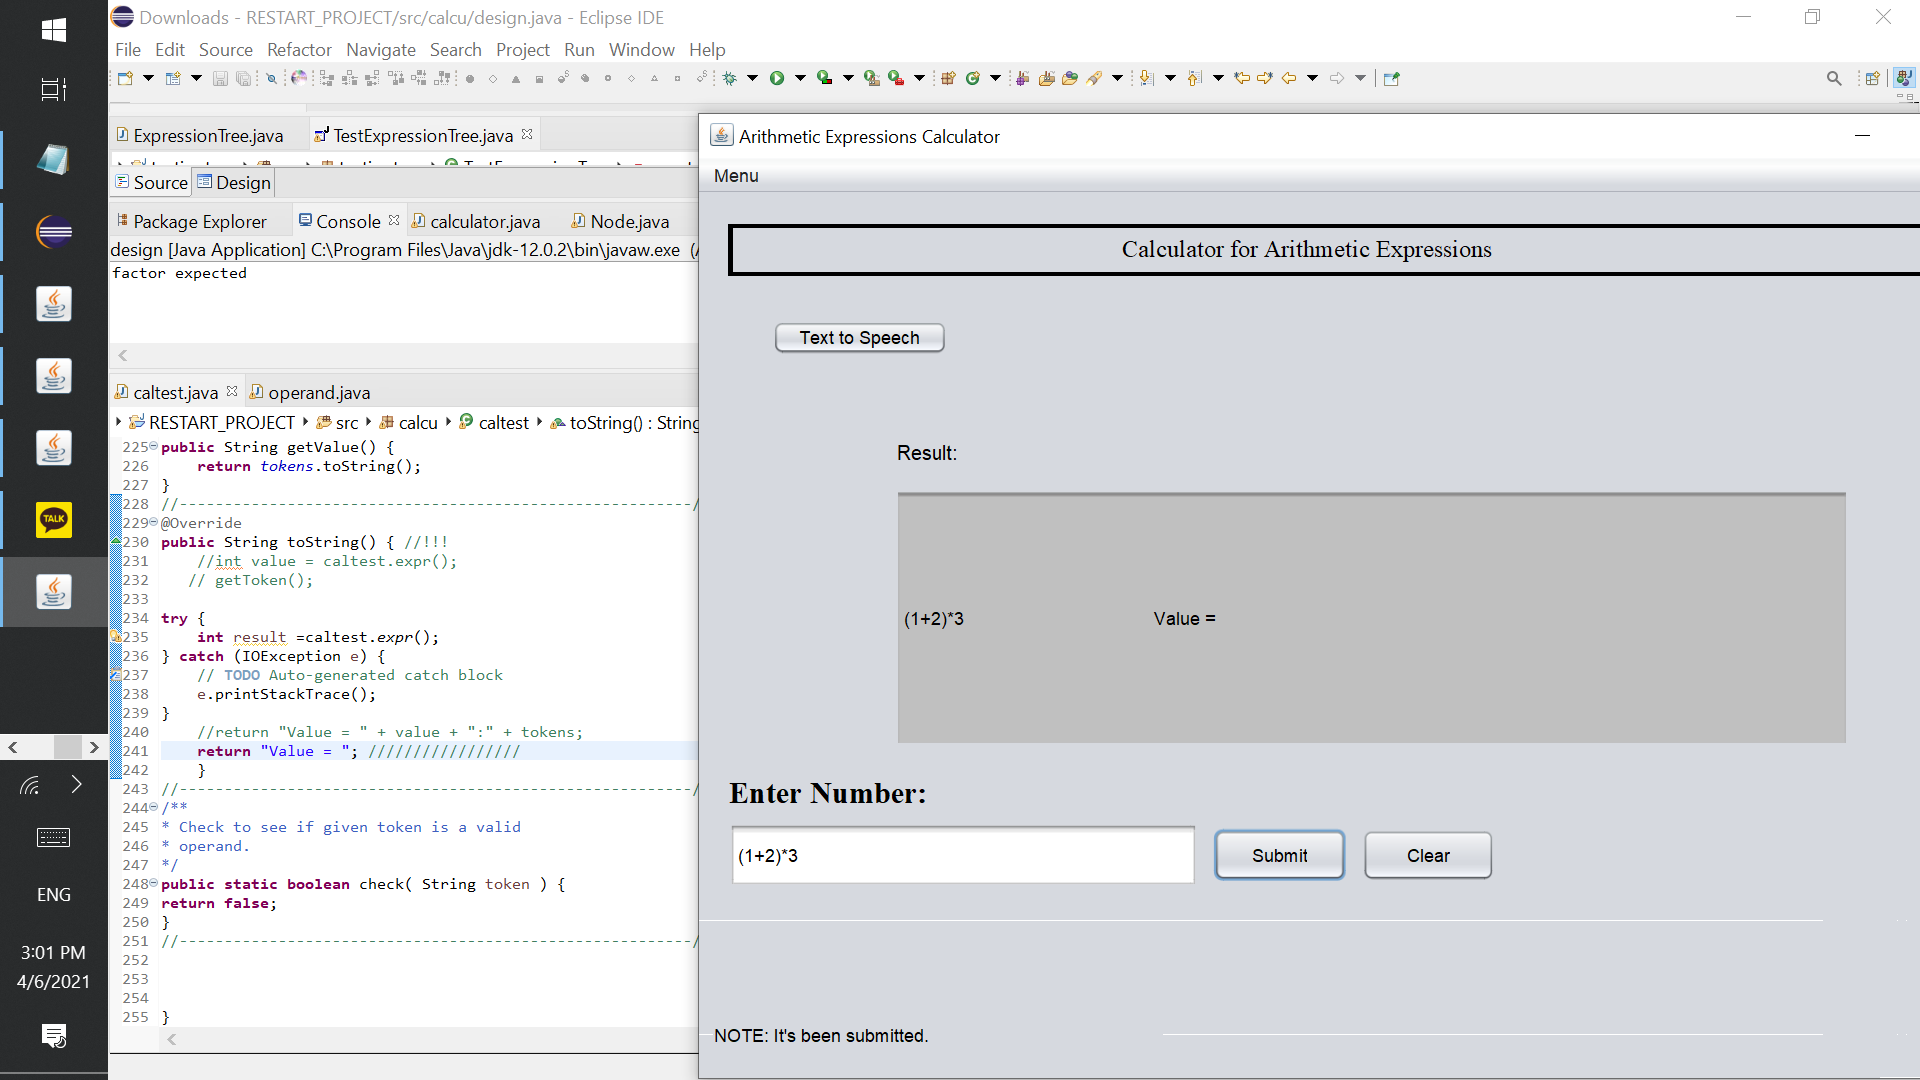 Downloads - RESTART_PROJECT/src/calcu/design.java - Eclipse IDE
File Edit Source Refactor Navigate Search Project Run Window Help
ExpressionTree.java TestExpressionTree.java
Source Design
Package Explorer Console calculator.java Node.java
design [Java Application] C:\Program Files\Java\jdk-12.0.2\bin\javaw.exe
factor expected
caltest.java operand.java
RESTART_PROJECT src calcu caltest toString() : String
225 public String getValue() {
226 return tokens.toString();
227 }
228 //---------------------------------------------------------/
229 @Override
230 public String toString() { //!!!
231 //int value = caltest.expr();
232 // getToken();
233
234 try {
235 int result =caltest.expr();
236 } catch (IOException e) {
237 // TODO Auto-generated catch block
238 e.printStackTrace();
239 }
240 //return "Value = " + value + ":" + tokens;
241 return "Value = "; /////////////////
242 }
243 //---------------------------------------------------------/
244 /**
245 * Check to see if given token is a valid
246 * operand.
247 */
248 public static boolean check( String token ) {
249 return false;
250 }
251 //---------------------------------------------------------/
252
253
254
255 }
Arithmetic Expressions Calculator
Menu
Calculator for Arithmetic Expressions
Text to Speech
Result:
(1+2)*3 Value =
Enter Number:
(1+2)*3 Submit Clear
NOTE: It's been submitted.
TALK
ENG
3:01 PM
4/6/2021